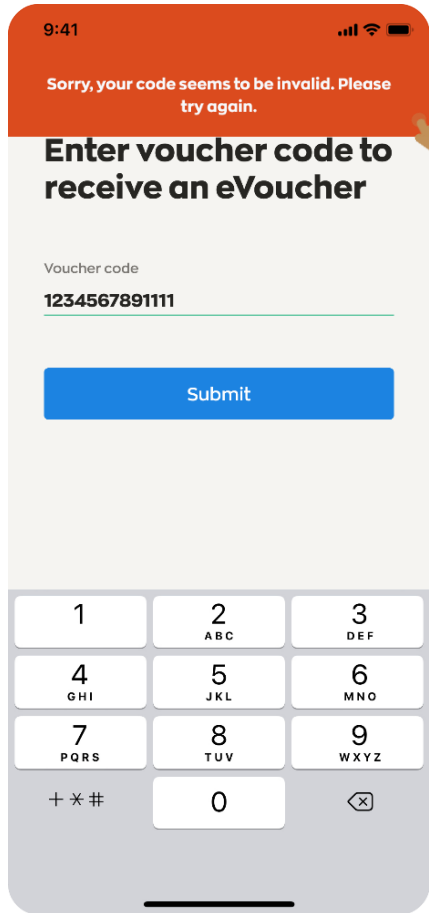 9:41
Sorry, your code seems to be invalid. Please
try again.
Enter voucher code to
receive an eVoucher
Voucher code
1234567891111
Submit
1
2
ABC
3
DEF
4
GHI
5
JKL
6
MNO
7
PQRS
8
TUV
9
WXYZ
+*#
0